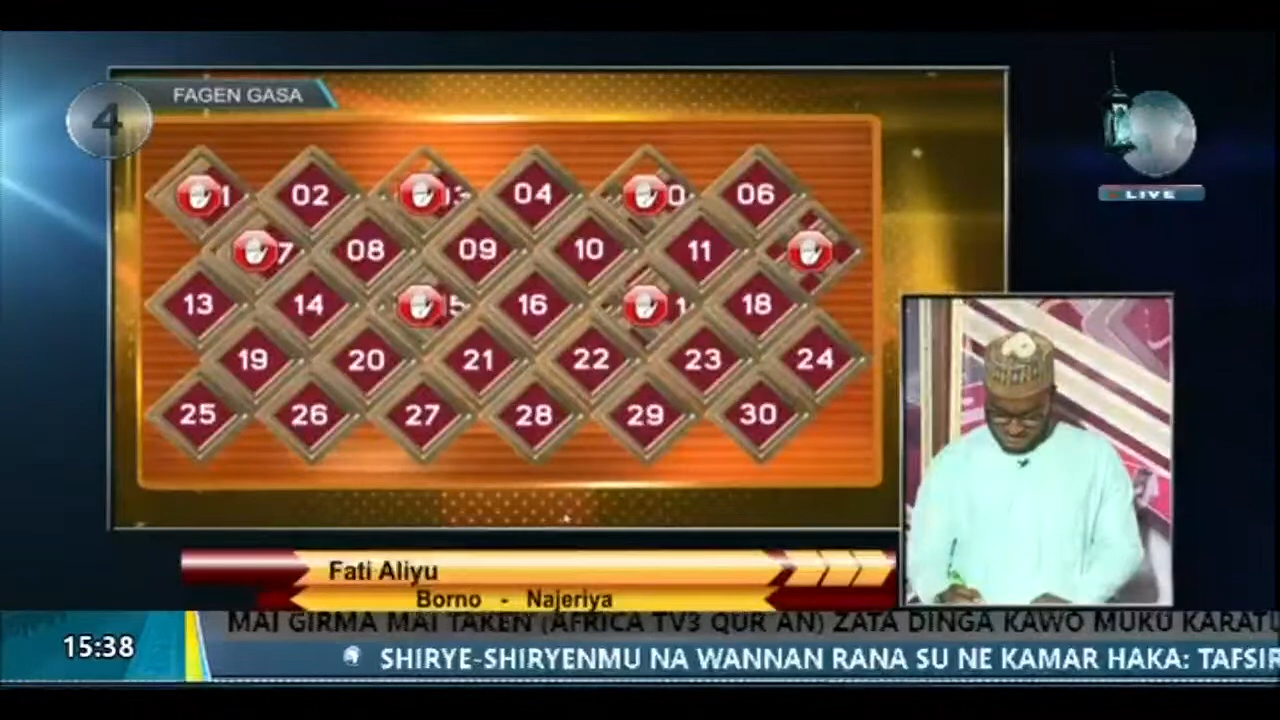 4
FAGEN GASA
LIVE
02 04 06
7 08 09 10 11
13 14 5 16 18
19 20 21 22 23 24
25 26 27 28 29 30
Fati Aliyu
Borno - Najeriya
MAI GIRMA MAI TAKEN (AFRICA TV3 QUR'AN) ZATA DINGA KAWO MUKU KARATU
15:38
SHIRYE-SHIRYENMU NA WANNAN RANA SU NE KAMAR HAKA: TAFSIR